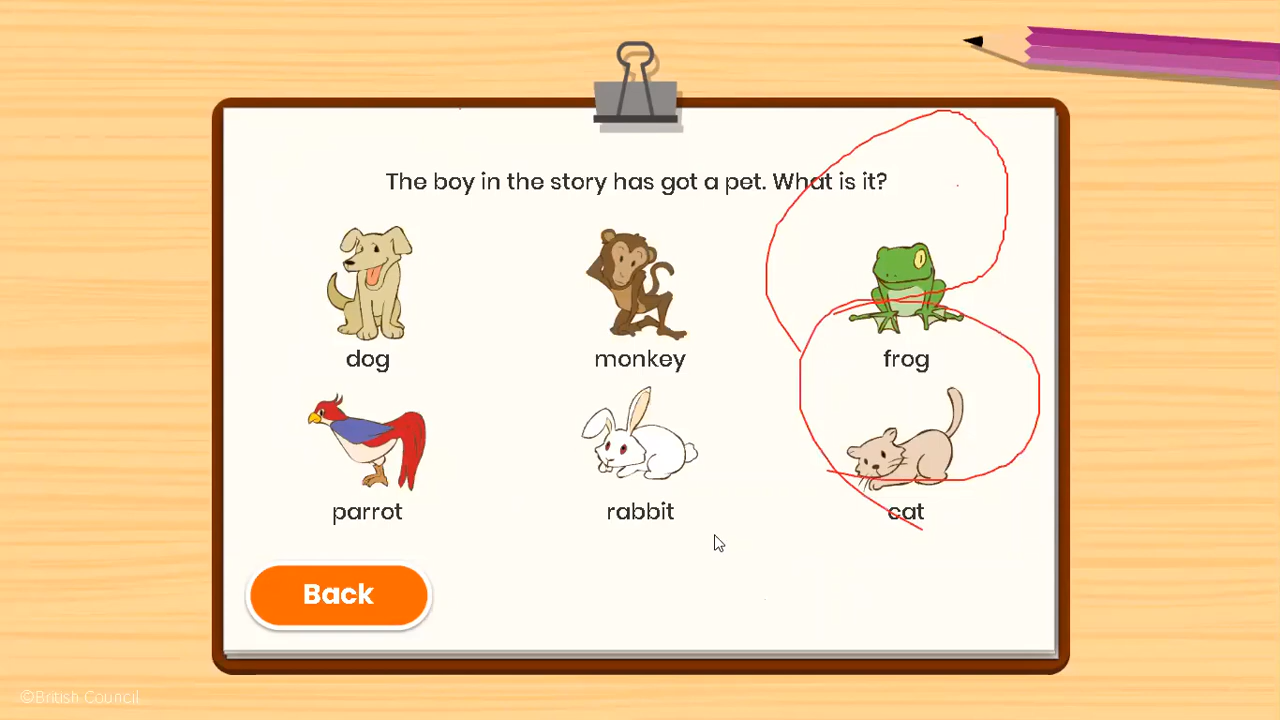 The boy in the story has got a pet. What is it?
dog
monkey
frog
parrot
rabbit
cat
Back
©British Council